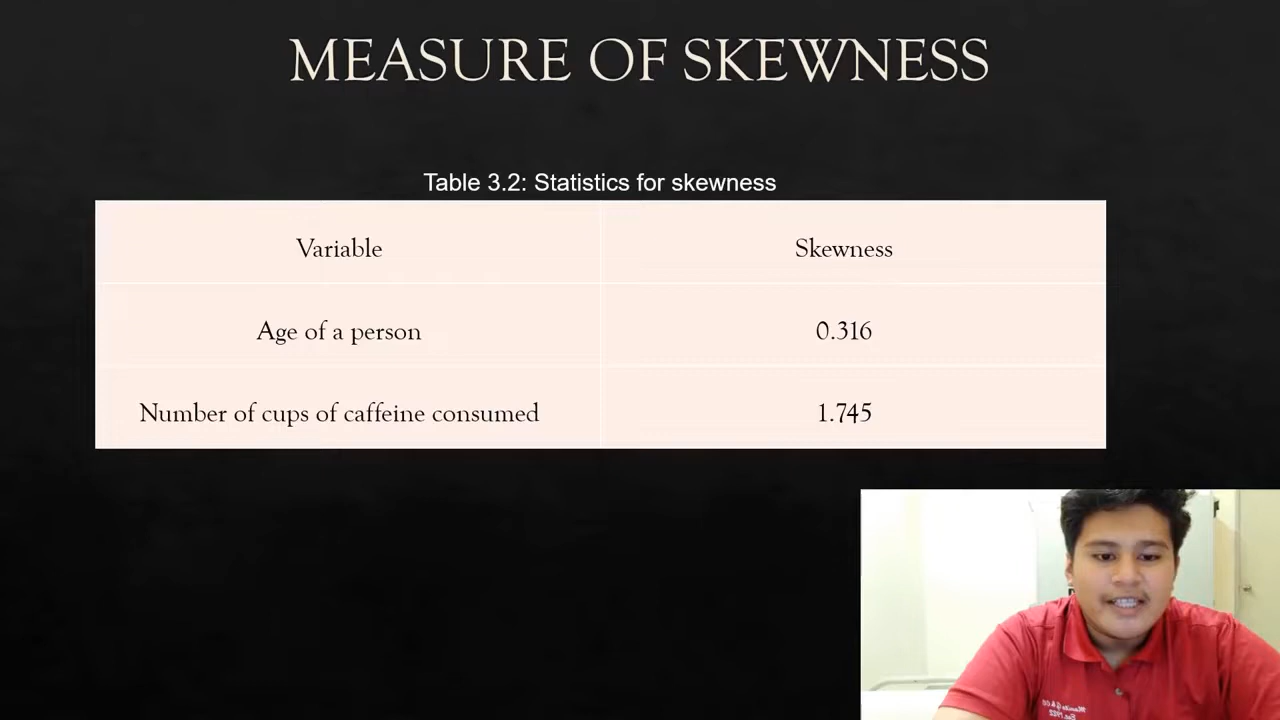 MEASURE OF SKEWNESS
Table 3.2: Statistics for skewness
Variable Skewness
Age of a person 0.316
Number of cups of caffeine consumed 1.745